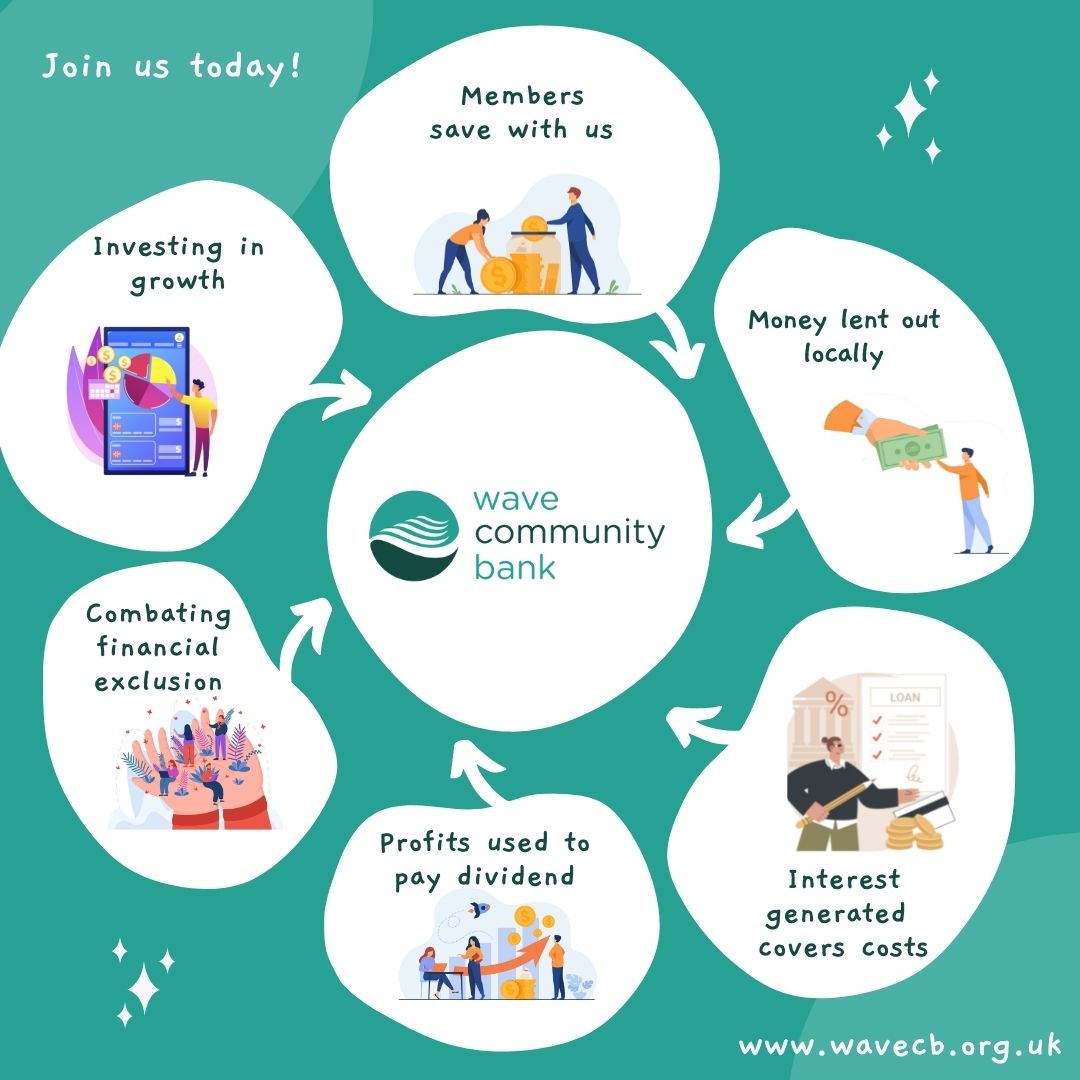 Join us today!
Members
save with us
Investing in
growth
Money lent out
locally
wave
community
bank
Combating
financial
exclusion
%
LOAN
Profits used to
pay dividend
Interest
generated
covers costs
www.wavecb.org.uk